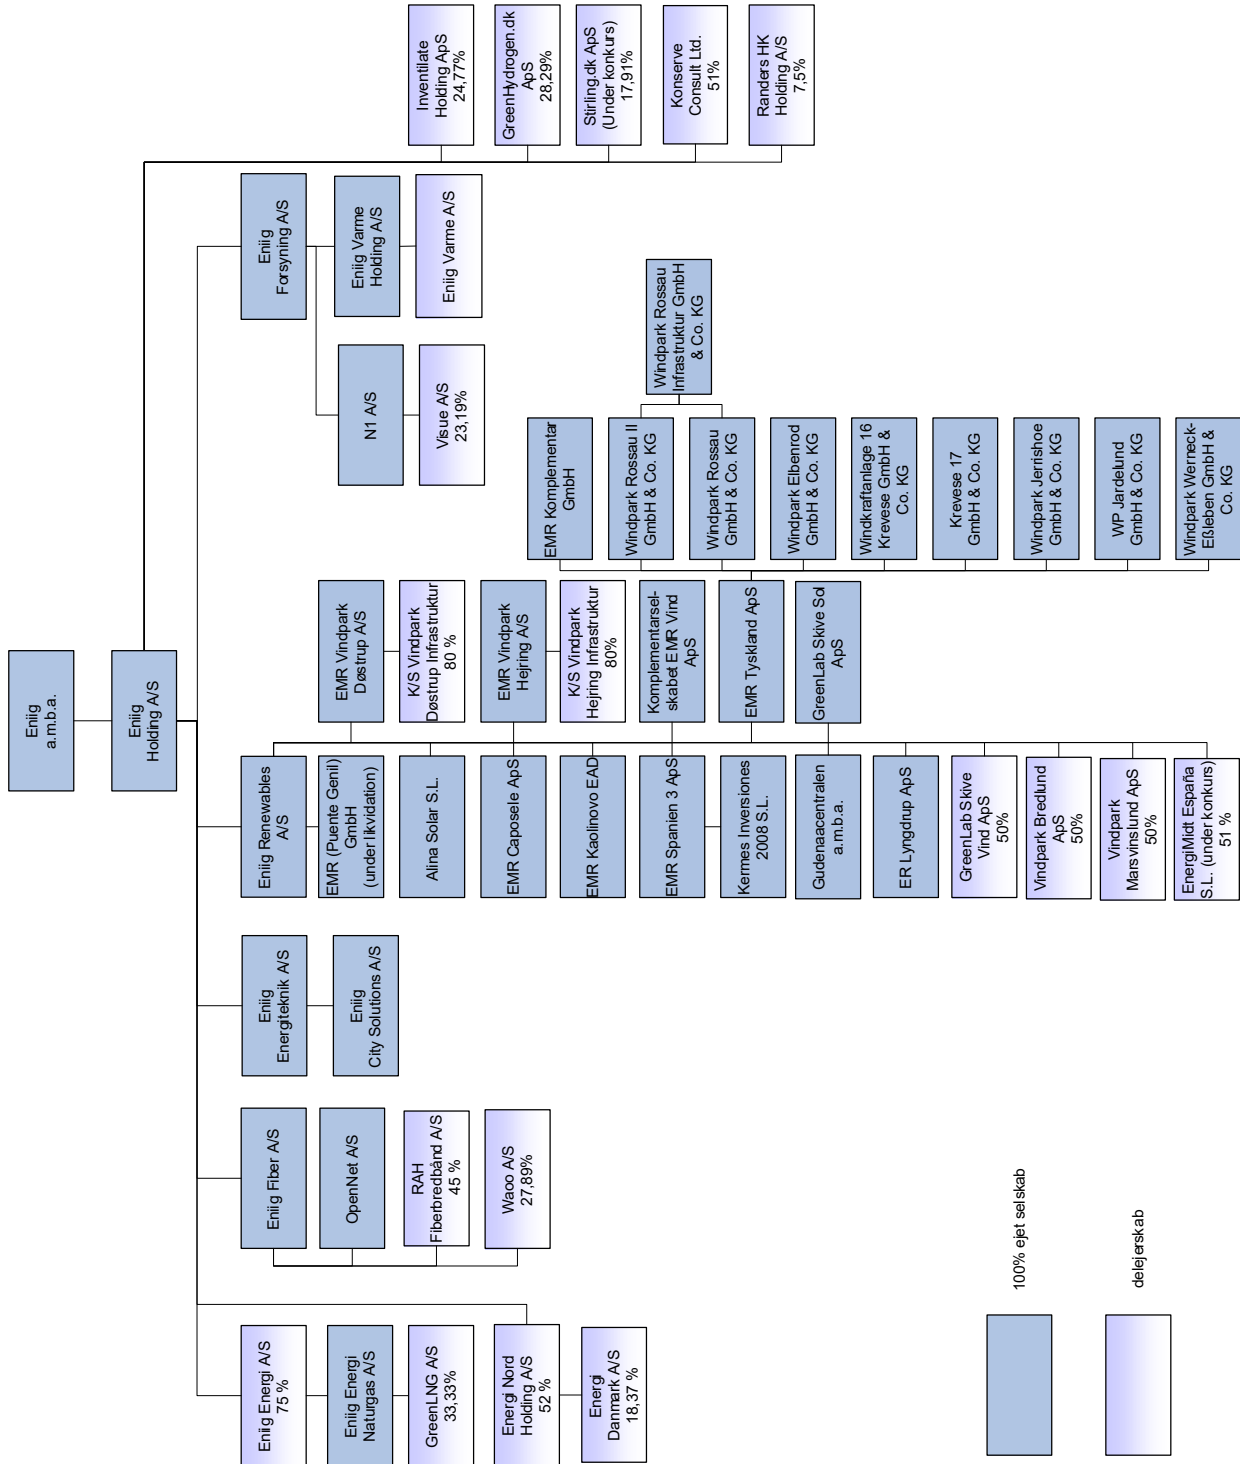 Eniig
a.m.b.a.
Eniig
Holding A/S
Eniig Energi A/S
75 %
Eniig Energi
Naturgas A/S
GreenLNG A/S
33,33%
Energi Nord
Holding A/S
52 %
Energi
Danmark A/S
18,37 %
Eniig Fiber A/S
OpenNet A/S
RAH
Fiberbredbånd A/S
45 %
Waoo A/S
27,89%
Eniig
Energiteknik A/S
Eniig
City Solutions A/S
Eniig Renewables
A/S
EMR (Puente Genil)
GmbH
(under likvidation)
Alina Solar S.L.
EMR Caposele ApS
EMR Kaolinovo EAD
EMR Spanien 3 ApS
Kermes Inversiones
2008 S.L.
Gudenaacentralen
a.m.b.a.
ER Lyngdrup ApS
GreenLab Skive
Vind ApS
50%
Vindpark Bredlund
ApS
50%
Vindpark
Marsvinslund ApS
50%
EnergiMidt España
S.L. (under konkurs)
51 %
EMR Vindpark
Døstrup A/S
K/S Vindpark
Døstrup Infrastruktur
80 %
EMR Vindpark
Hejring A/S
K/S Vindpark
Hejring Infrastruktur
80%
Komplementarsel-
skabet EMR Vind
ApS
EMR Tyskland ApS
GreenLab Skive Sol
ApS
EMR Komplementar
GmbH
Windpark Rossau II
GmbH & Co. KG
Windpark Rossau
GmbH & Co. KG
Windpark Elbenrod
GmbH & Co. KG
Windkraftanlage 16
Krevese GmbH &
Co. KG
Krevese 17
GmbH & Co. KG
Windpark Jerrishoe
GmbH & Co. KG
WP Jardelund
GmbH & Co. KG
Windpark Werneck-
Eßleben GmbH &
Co. KG
Windpark Rossau
Infrastruktur GmbH
& Co. KG
Eniig
Forsyning A/S
N1 A/S
Visue A/S
23,19%
Eniig Varme
Holding A/S
Eniig Varme A/S
Inventilate
Holding ApS
24,77%
GreenHydrogen.dk
ApS
28,29%
Stirling.dk ApS
(Under konkurs)
17,91%
Konserve
Consult Ltd.
51%
Randers HK
Holding A/S
7,5%
100% ejet selskab
delejerskab